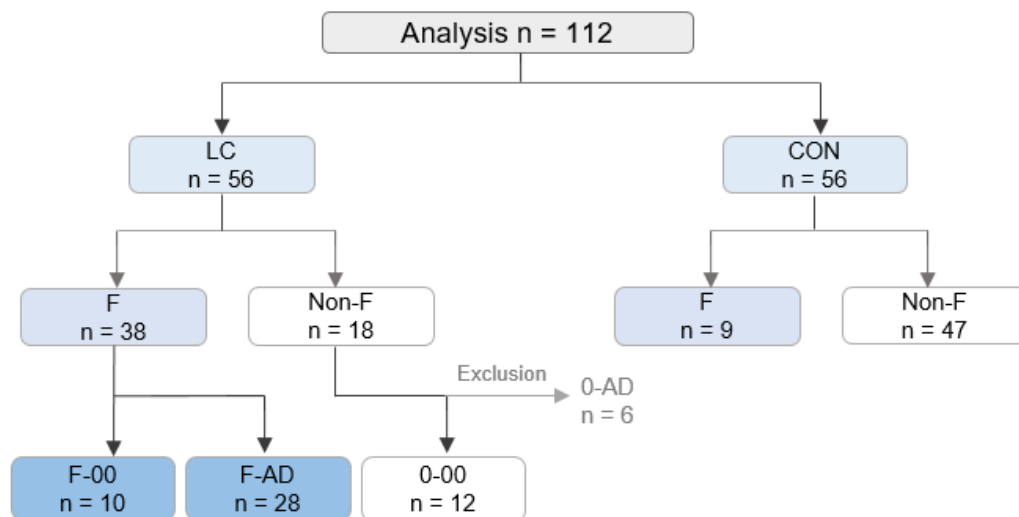 Analysis n = 112
LC
n = 56
CON
n = 56
F
n = 38
Non-F
n = 18
F
n = 9
Non-F
n = 47
Exclusion
0-AD
n = 6
F-00
n = 10
F-AD
n = 28
0-00
n = 12